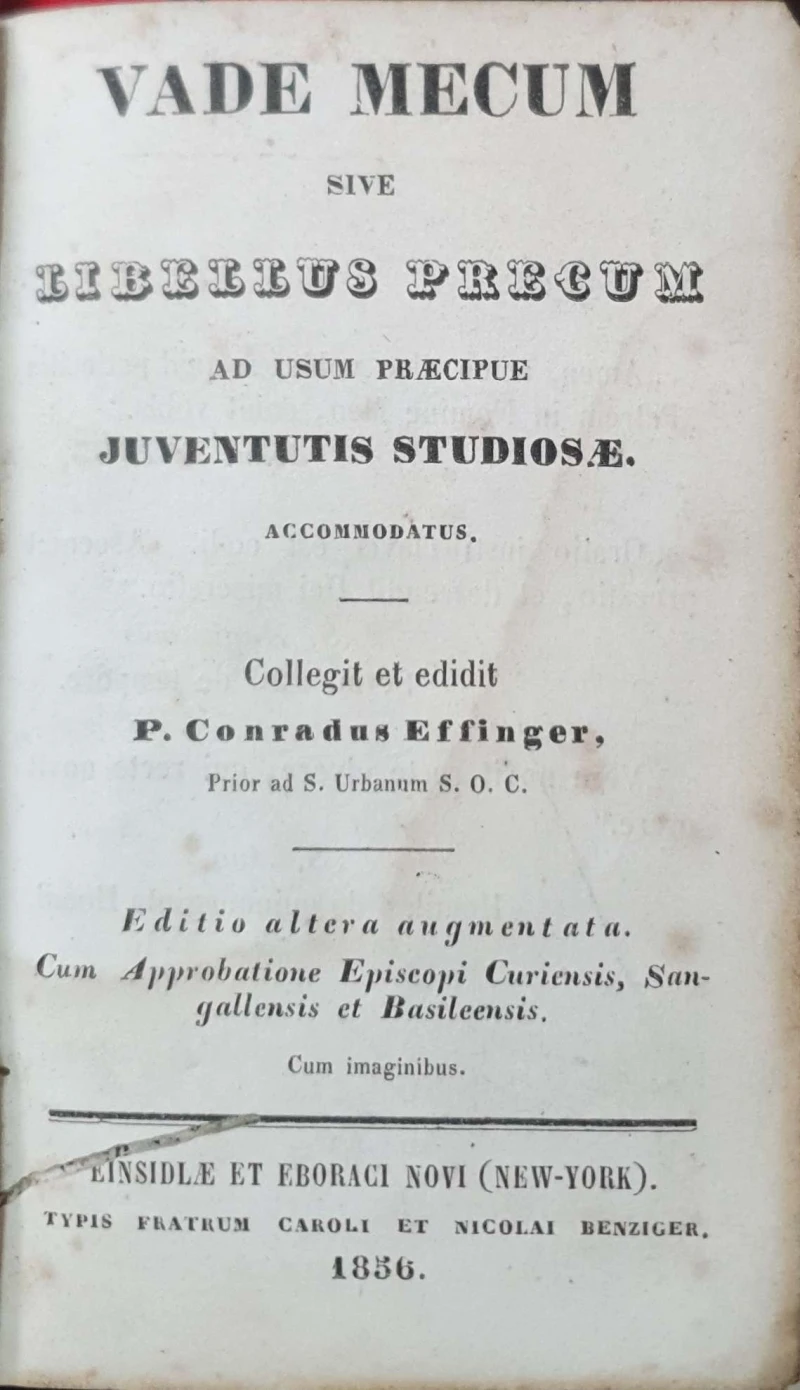 VADE MECUM
SIVE
LIBELLUS PRECUM
AD USUM PRÆCIPUE
JUVENTUTIS STUDIOSÆ.
ACCOMMODATUS.
Collegit et edidit
P. Conradus Effinger,
Prior ad S. Urbanum S. O. C.
Editio altera augmentata.
Cum Approbatione Episcopi Curiensis, San-
gallensis et Basileensis.
Cum imaginibus.
EINSIDLÆ ET EBORACI NOVI (NEW-YORK).
TYPIS FRATRUM CAROLI ET NICOLAI BENZIGER.
1856.